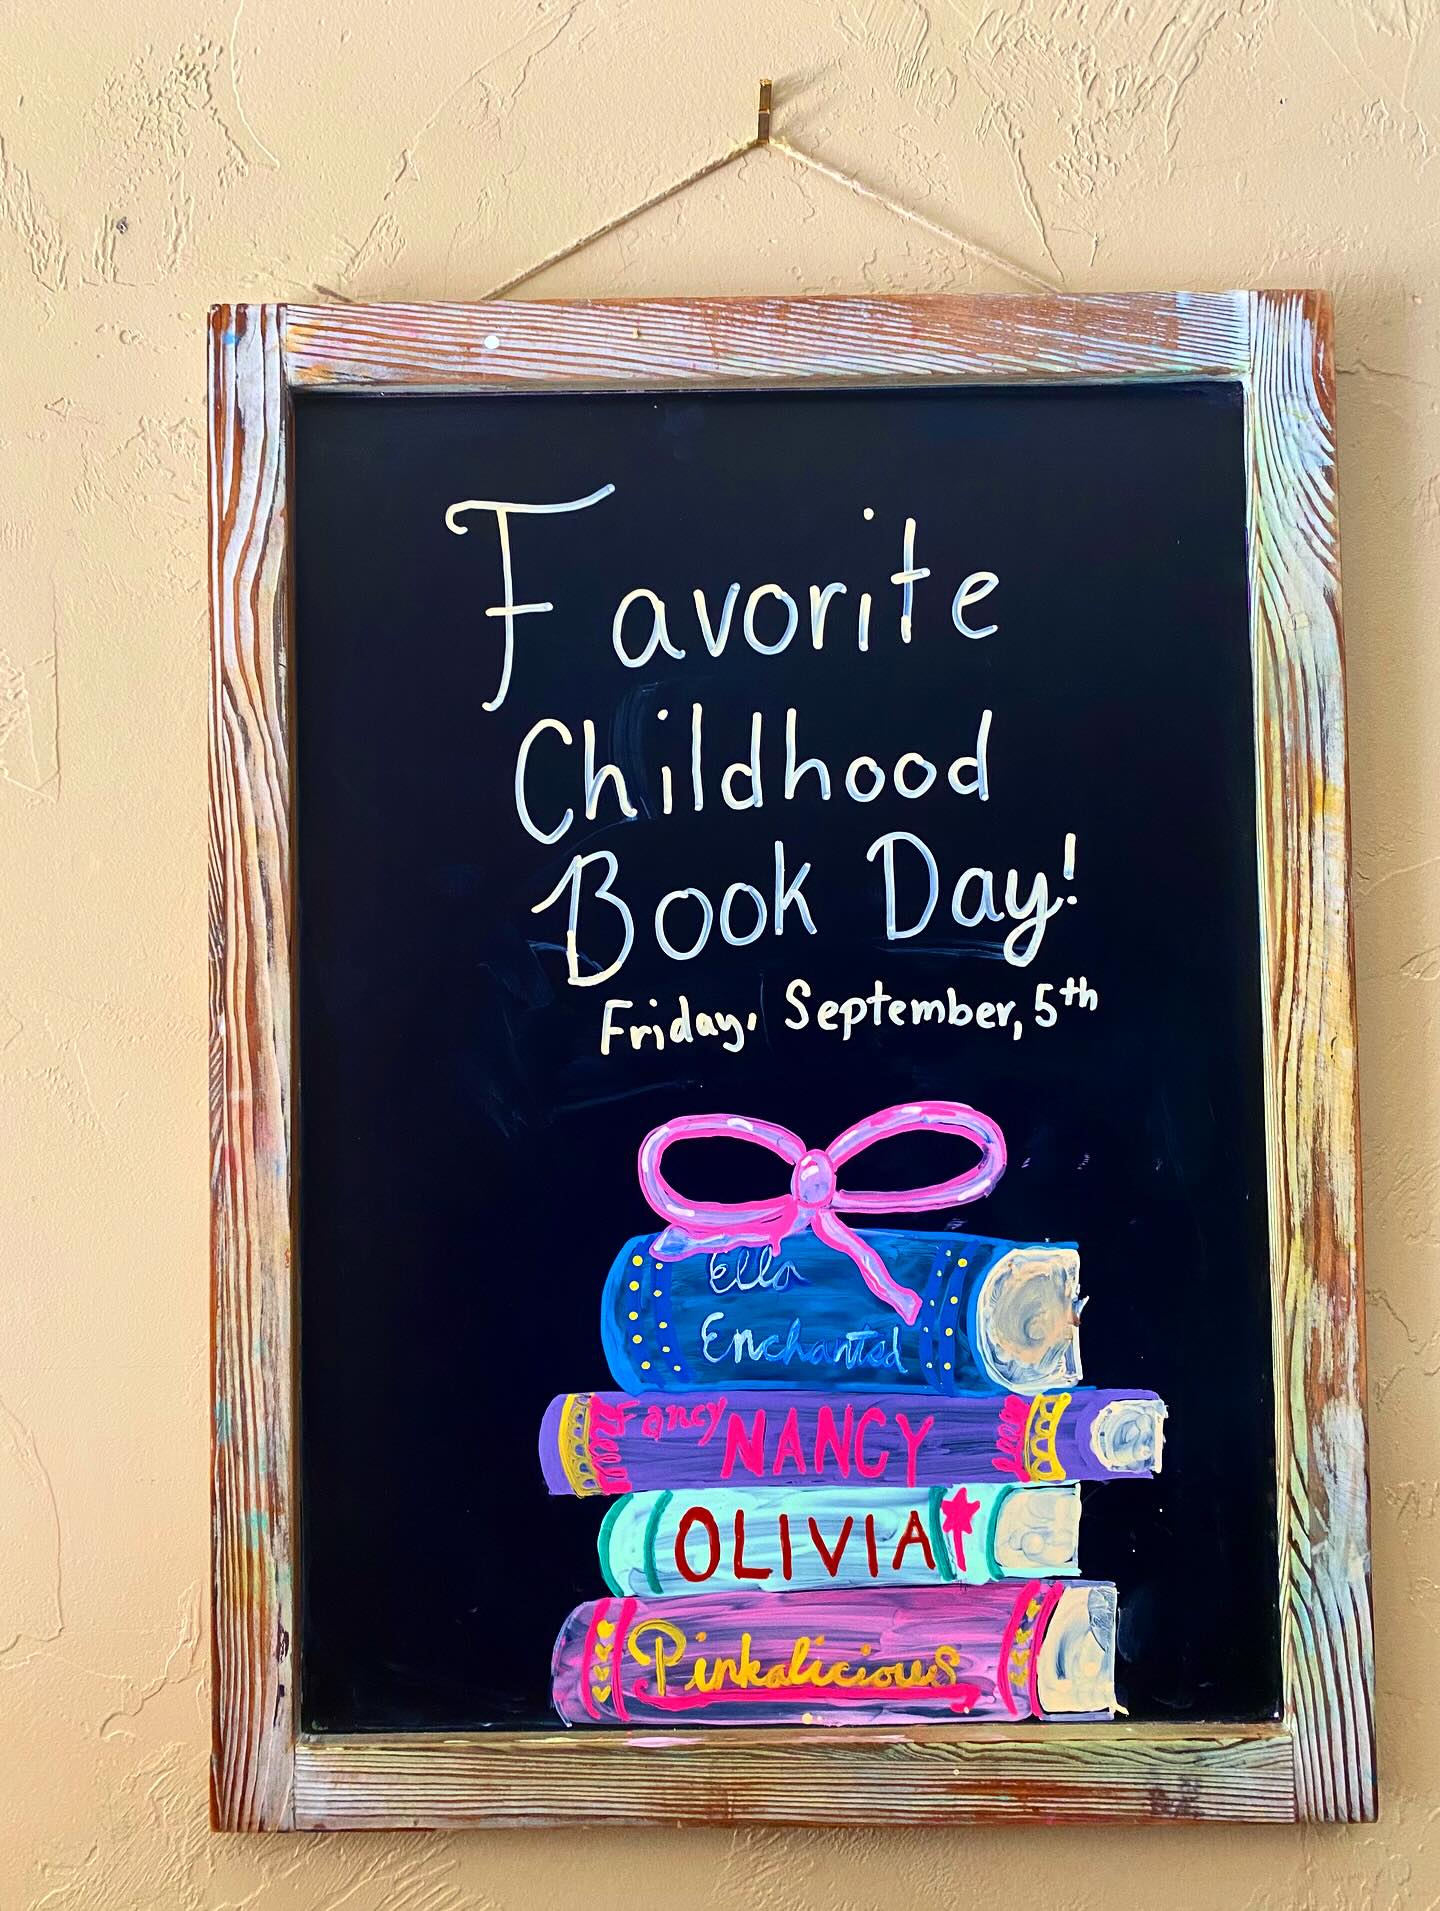 Favorite
Childhood
Book Day!
Friday, September, 5th
Ella
Enchanted
Fancy NANCY
OLIVIA
Pinkalicious